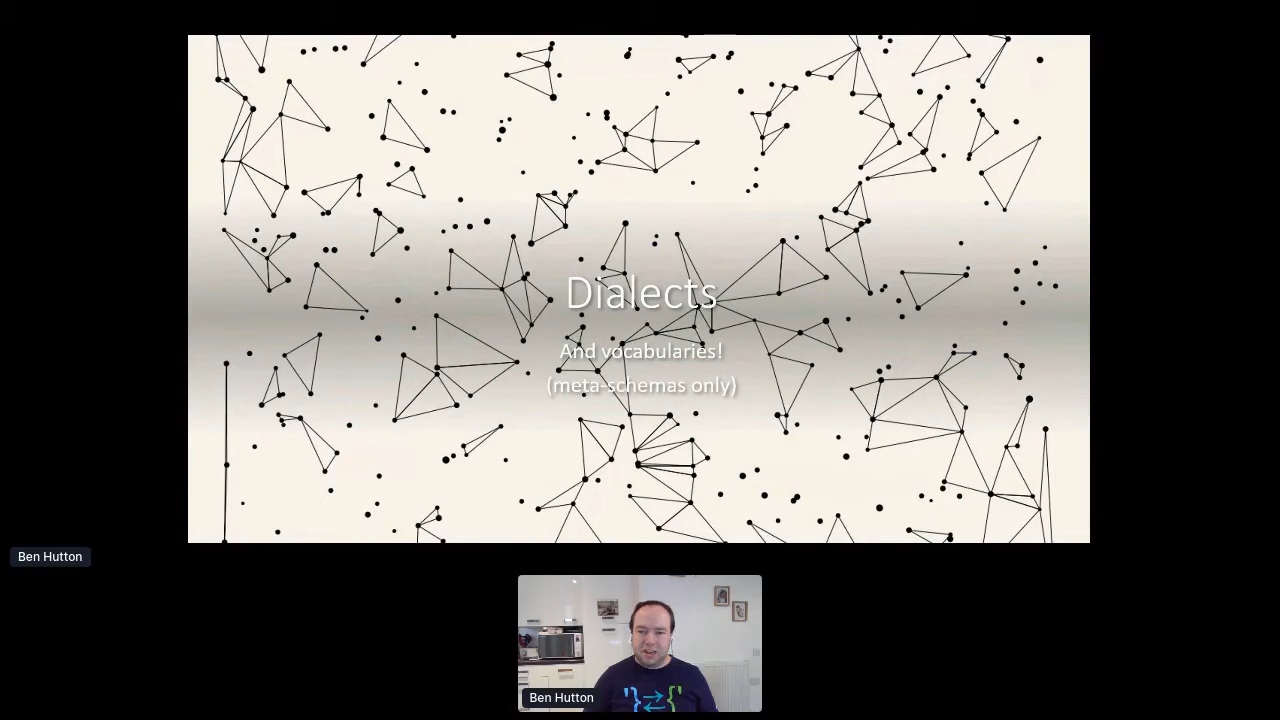 Dialects
And vocabularies!
(meta-schemas only)
Ben Hutton
Ben Hutton